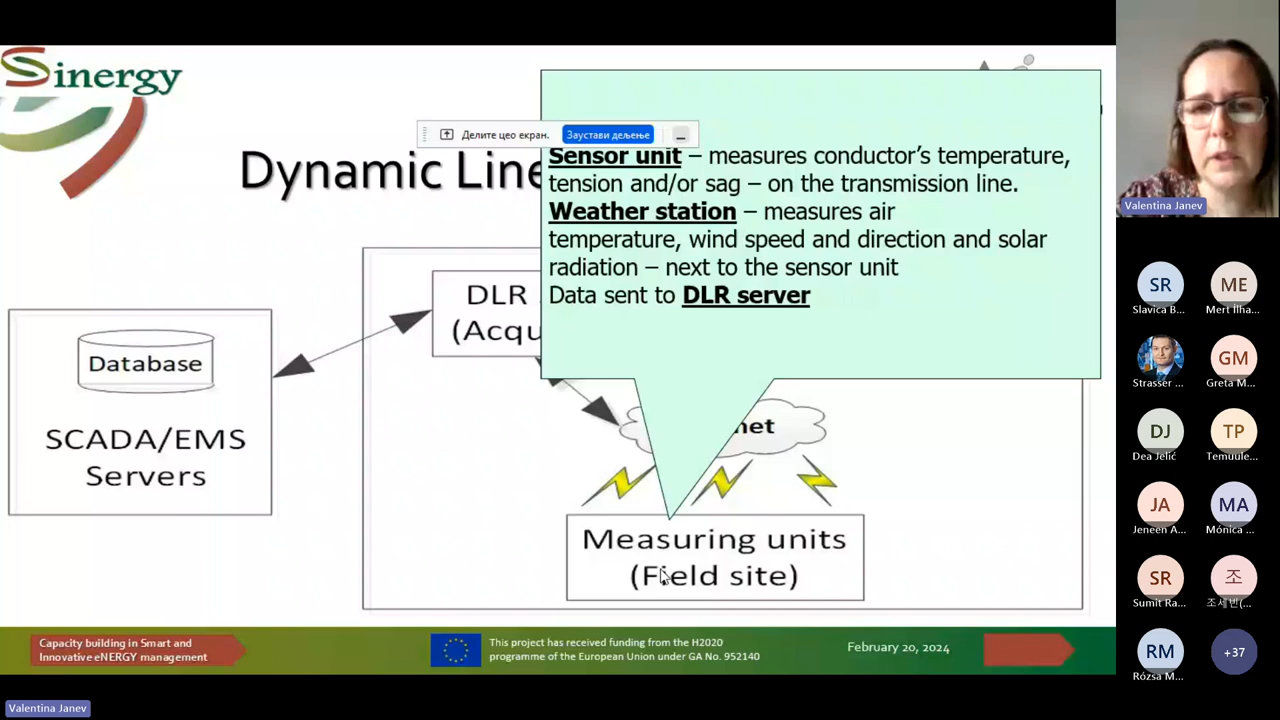 Sinergy
Делите цео екран.
Заустави дељење
Dynamic Line
Sensor unit – measures conductor's temperature,
tension and/or sag – on the transmission line.
Weather station – measures air
temperature, wind speed and direction and solar
radiation – next to the sensor unit
Data sent to DLR server
DLR
(Acqu
Database
SCADA/EMS
Servers
net
Measuring units
(Field site)
Capacity building in Smart and
Innovative eNERGY management
This project has received funding from the H2020
programme of the European Union under GA No. 952140
February 20, 2024
Valentina Janev
Valentina Janev
SR
Slavica B...
ME
Mert İlha...
Strasser ...
GM
Greta M...
DJ
Dea Jelić
TP
Temuule...
JA
Jeneen A...
MA
Mónica ...
SR
Sumit Ra...
조
조세빈(...
RM
Rózsa M...
+37